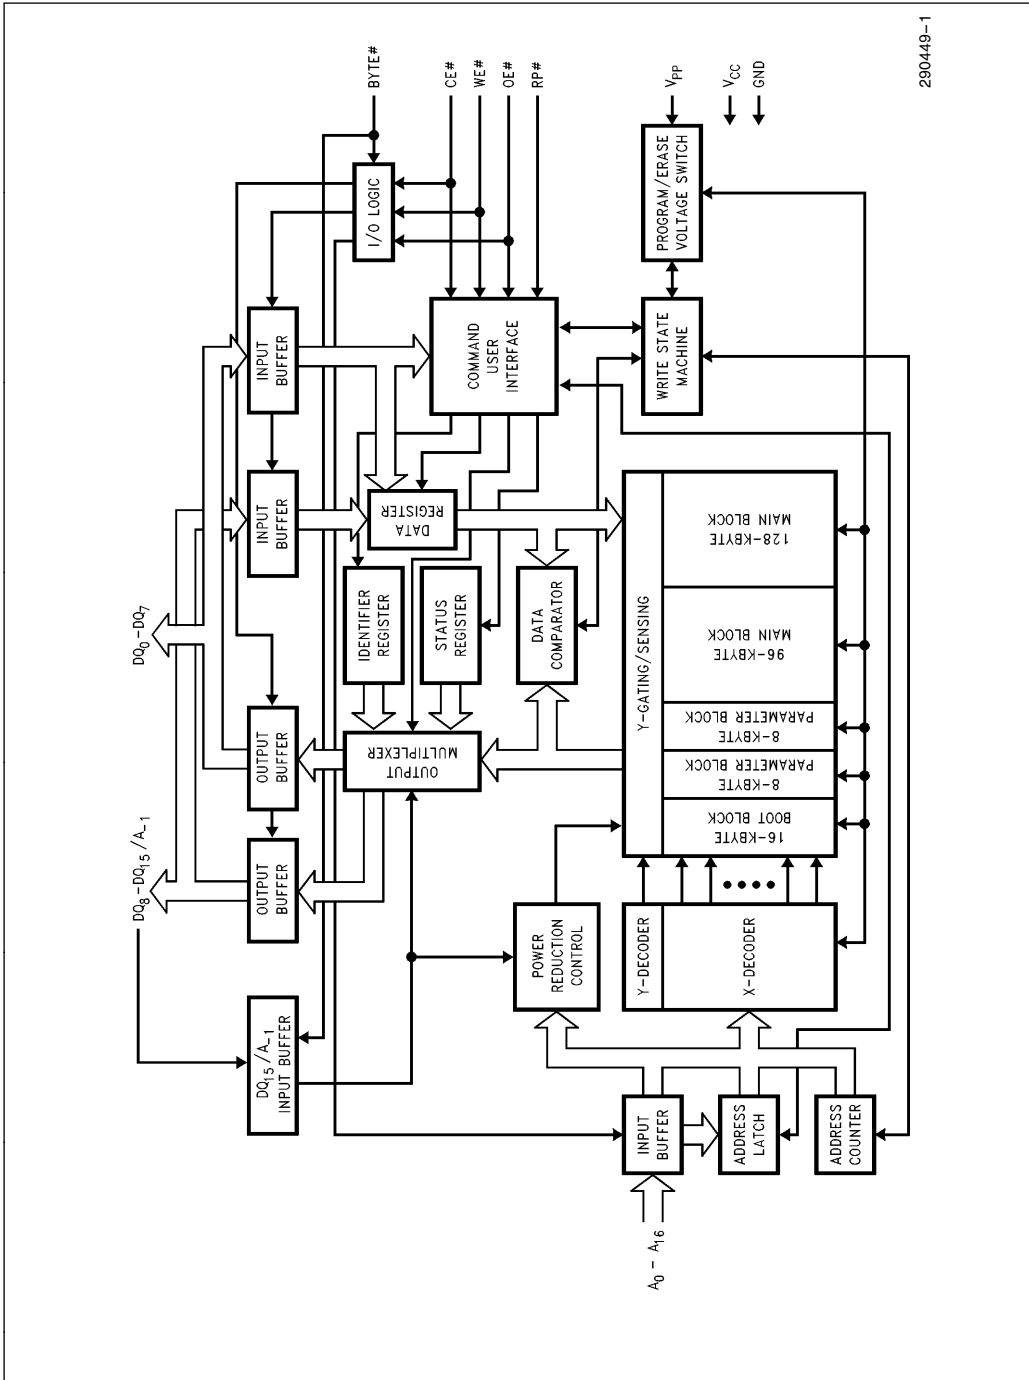 DQ8-DQ15/A-1
DQ0-DQ7
BYTE#
CE#
WE#
OE#
RP#
VPP
VCC
GND
DQ15/A-1
INPUT BUFFER
OUTPUT
BUFFER
OUTPUT
BUFFER
INPUT
BUFFER
INPUT
BUFFER
I/O LOGIC
OUTPUT
MULTIPLEXER
IDENTIFIER
REGISTER
STATUS
REGISTER
DATA
REGISTER
COMMAND
USER
INTERFACE
POWER
REDUCTION
CONTROL
DATA
COMPARATOR
A0 - A16
INPUT
BUFFER
ADDRESS
LATCH
ADDRESS
COUNTER
Y-DECODER
X-DECODER
Y-GATING/SENSING
16-KBYTE
BOOT BLOCK
8-KBYTE
PARAMETER BLOCK
8-KBYTE
PARAMETER BLOCK
96-KBYTE
MAIN BLOCK
128-KBYTE
MAIN BLOCK
WRITE STATE
MACHINE
PROGRAM/ERASE
VOLTAGE SWITCH
290449-1